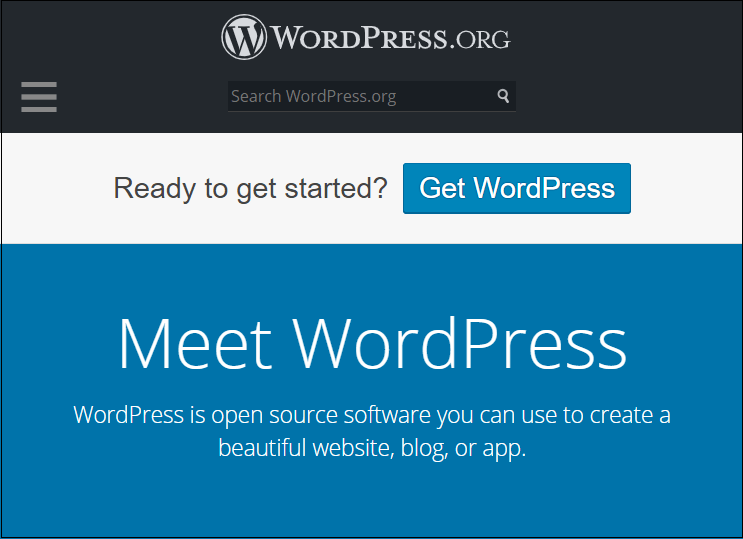 WORDPRESS.ORG
Search WordPress.org
Ready to get started? Get WordPress
Meet WordPress
WordPress is open source software you can use to create a
beautiful website, blog, or app.